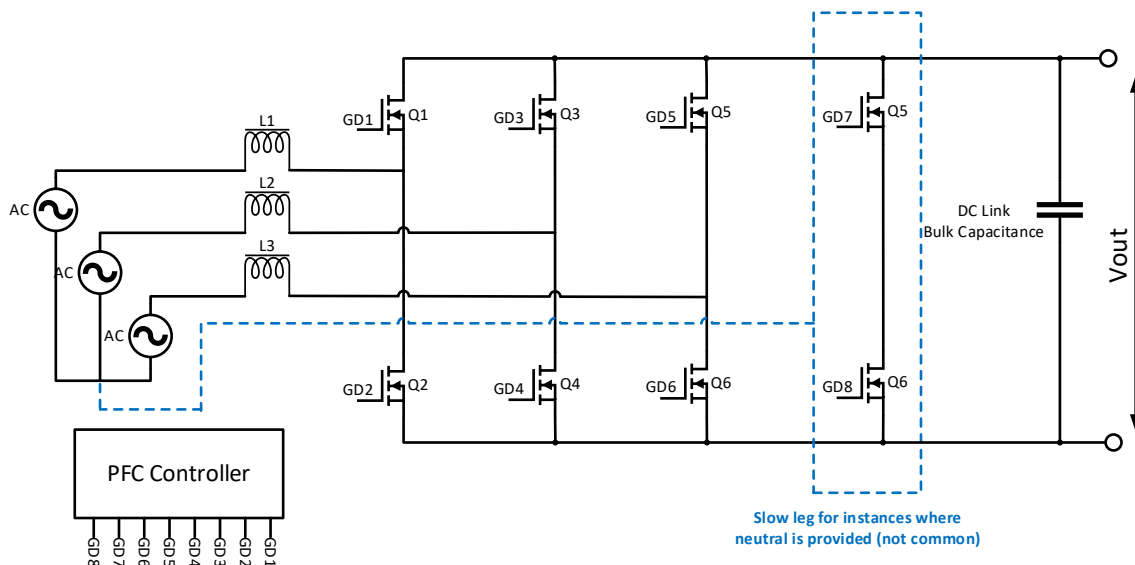 L1
GD1
Q1
GD3
Q3
GD5
Q5
GD7
Q5
L2
AC
L3
AC
DC Link
Bulk Capacitance
Vout
AC
GD2
Q2
GD4
Q4
GD6
Q6
GD8
Q6
PFC Controller
GD8
GD7
GD6
GD5
GD4
GD3
GD2
GD1
Slow leg for instances where
neutral is provided (not common)